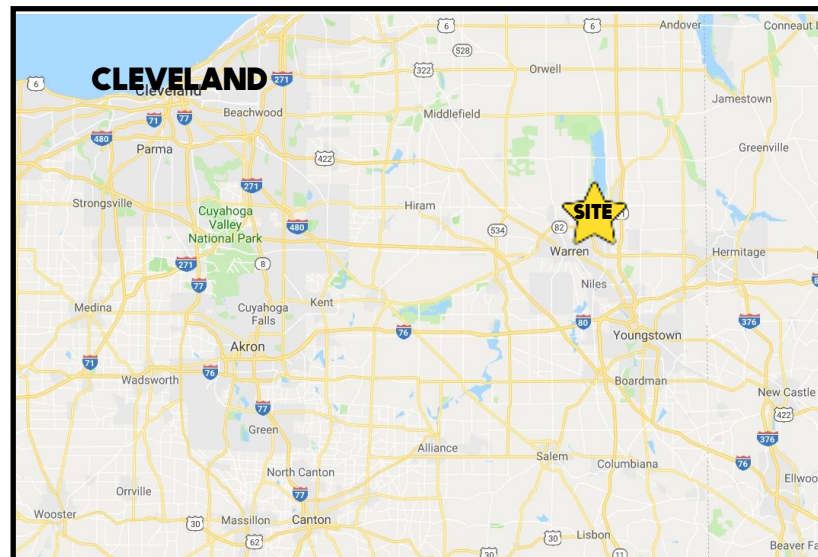 6
6
Andover
Conneaut L
528
322
Orwell
CLEVELAND
Cleveland
271
6
Beachwood
Middlefield
Jamestown
71
77
480
Parma
422
Greenville
271
Strongsville
Cuyahoga
Valley
National Park
Hiram
SITE
480
534
82
Warren
Hermitage
271
8
77
Niles
Medina
Cuyahoga
Falls
Kent
80
376
76
Youngstown
Akron
71
76
Wadsworth
Boardman
New Castle
77
422
Green
376
Alliance
Salem
Columbiana
76
North Canton
Ellwoo
Orrville
77
Wooster
30
Massillon
Canton
62
30
Lisbon
30
11
Beaver Fa